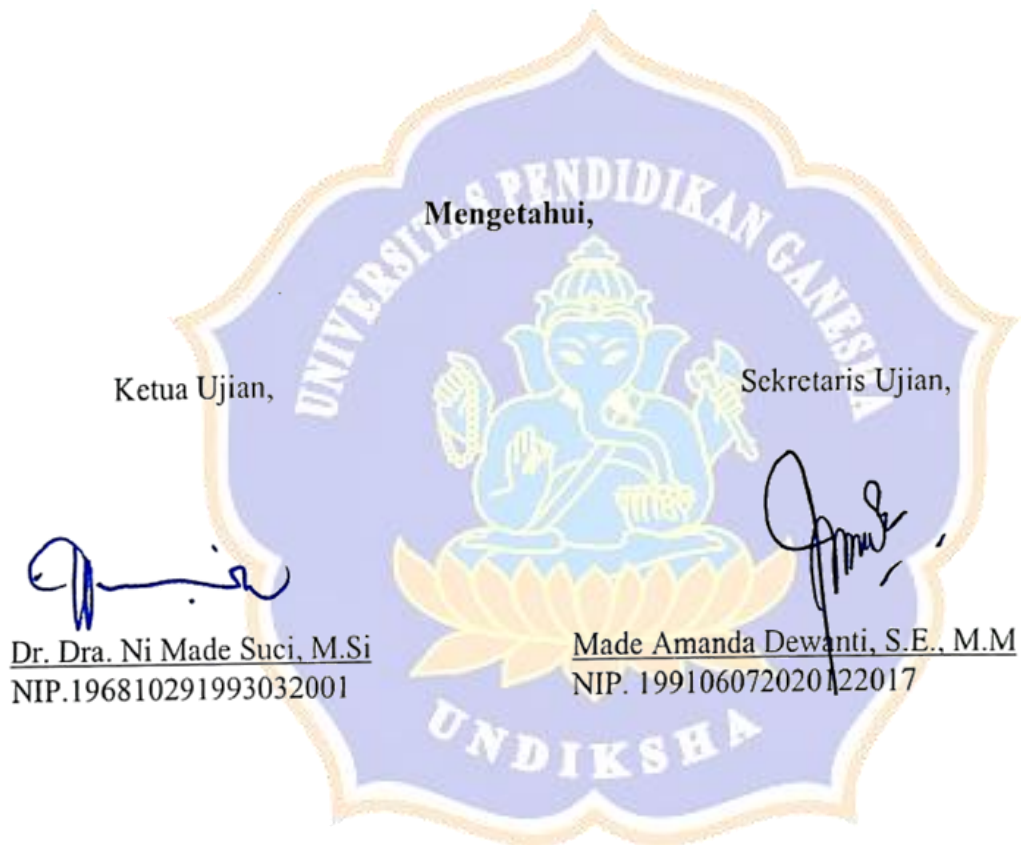 UNIVERSITAS PENDIDIKAN GANESHA
Mengetahui,
Ketua Ujian,
Sekretaris Ujian,
Dr. Dra. Ni Made Suci, M.Si
NIP.196810291993032001
Made Amanda Dewanti, S.E., M.M
NIP. 199106072020122017
UNDIKSHA